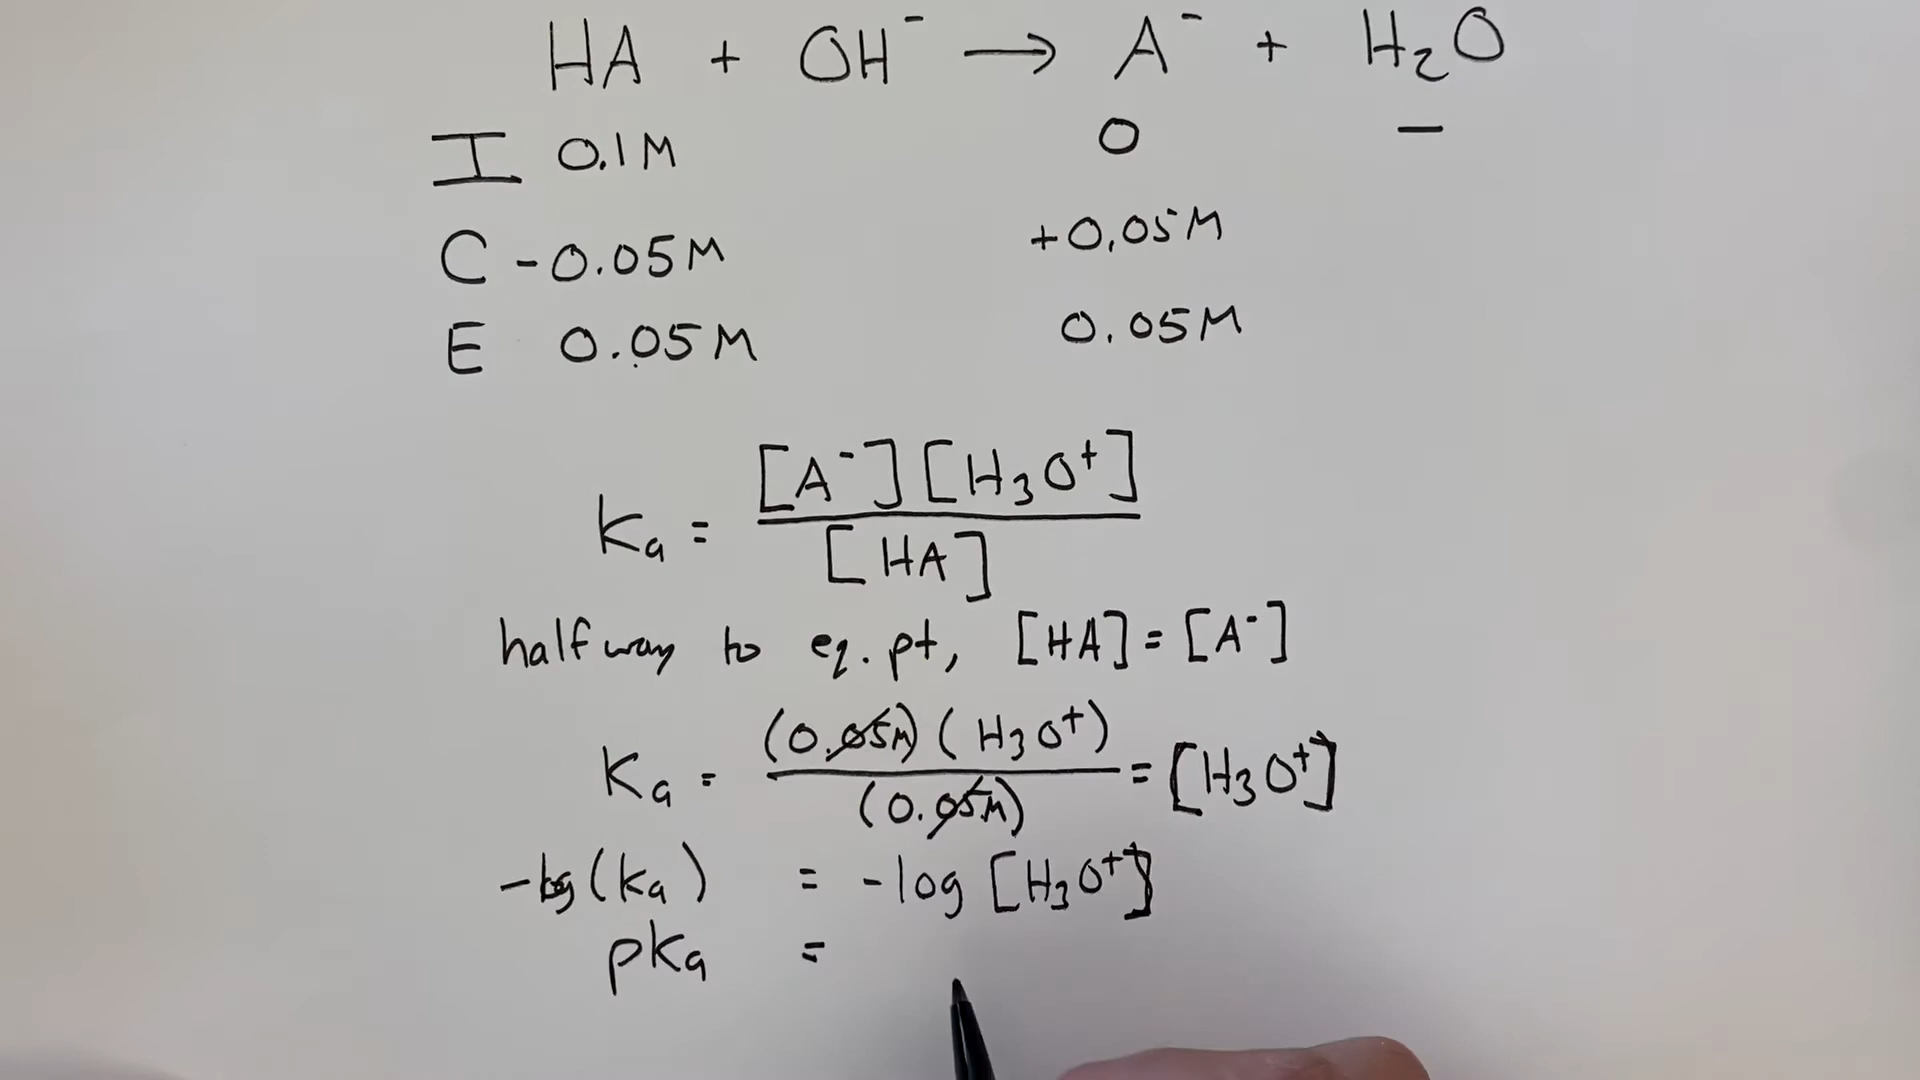 HA + OH⁻ → A⁻ + H₂O
I 0.1M 0 —
C -0.05M +0.05M
E 0.05M 0.05M
Ka = [A⁻][H₃O⁺] / [HA]
halfway to eq. pt, [HA] = [A⁻]
Ka = (0.05M)(H₃O⁺) / (0.05M) = [H₃O⁺]
-log(Ka) = -log [H₃O⁺]
pKa =